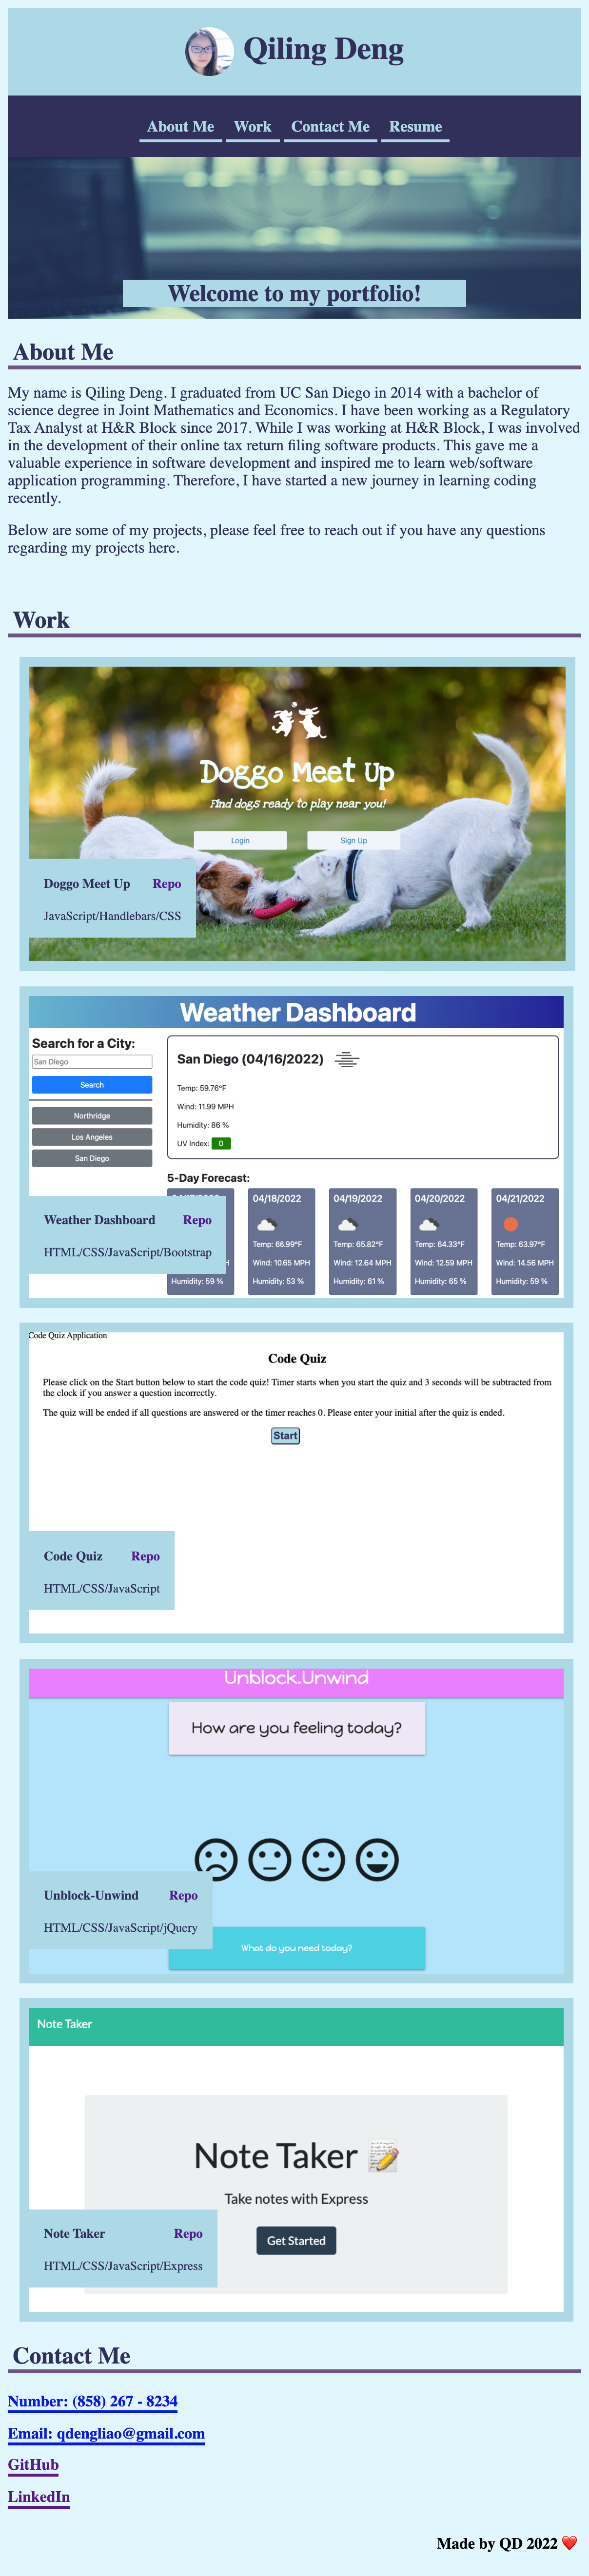 Qiling Deng
About Me Work Contact Me Resume
Welcome to my portfolio!
About Me
My name is Qiling Deng. I graduated from UC San Diego in 2014 with a bachelor of
science degree in Joint Mathematics and Economics. I have been working as a Regulatory
Tax Analyst at H&R Block since 2017. While I was working at H&R Block, I was involved
in the development of their online tax return filing software products. This gave me a
valuable experience in software development and inspired me to learn web/software
application programming. Therefore, I have started a new journey in learning coding
recently.
Below are some of my projects, please feel free to reach out if you have any questions
regarding my projects here.
Work
Doggo Meet Up
Find dogs ready to play near you!
Login Sign Up
Doggo Meet Up Repo
JavaScript/Handlebars/CSS
Weather Dashboard
Search for a City:
San Diego
Search
Northridge
Los Angeles
San Diego
San Diego (04/16/2022)
Temp: 59.76°F
Wind: 11.99 MPH
Humidity: 86 %
UV Index: 0
5-Day Forecast:
04/18/2022 04/19/2022 04/20/2022 04/21/2022
Temp: 66.99°F Temp: 65.82°F Temp: 64.33°F Temp: 63.97°F
Wind: 10.65 MPH Wind: 12.64 MPH Wind: 12.59 MPH Wind: 14.56 MPH
Humidity: 59 % Humidity: 53 % Humidity: 61 % Humidity: 65 % Humidity: 59 %
Weather Dashboard Repo
HTML/CSS/JavaScript/Bootstrap
Code Quiz Application
Code Quiz
Please click on the Start button below to start the code quiz! Timer starts when you start the quiz and 3 seconds will be subtracted from
the clock if you answer a question incorrectly.
The quiz will be ended if all questions are answered or the timer reaches 0. Please enter your initial after the quiz is ended.
Start
Code Quiz Repo
HTML/CSS/JavaScript
Unblock.Unwind
How are you feeling today?
Unblock-Unwind Repo
HTML/CSS/JavaScript/jQuery
What do you need today?
Note Taker
Note Taker
Take notes with Express
Get Started
Note Taker Repo
HTML/CSS/JavaScript/Express
Contact Me
Number: (858) 267 - 8234
Email: qdengliao@gmail.com
GitHub
LinkedIn
Made by QD 2022 ❤️